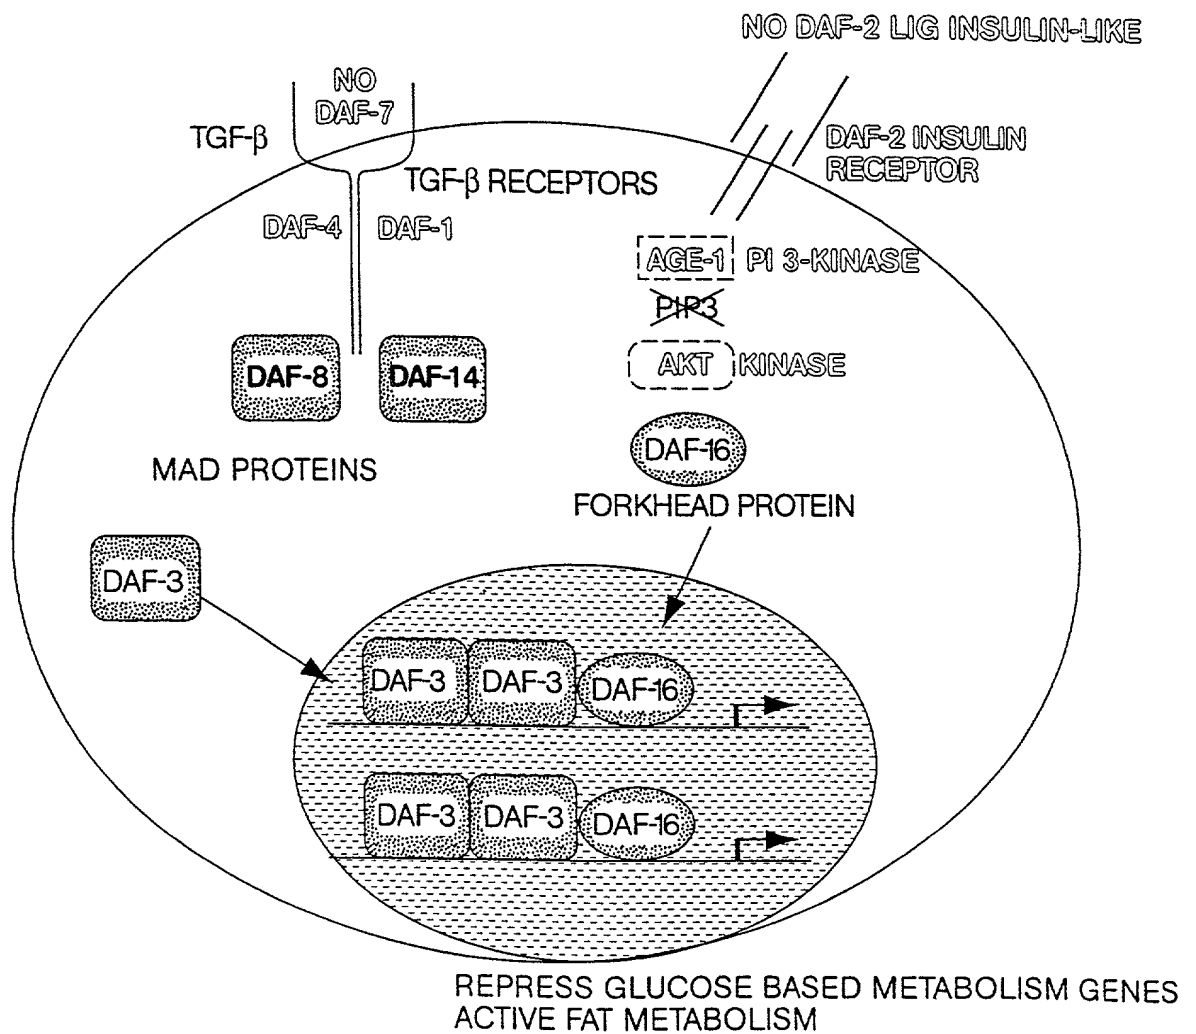 NO DAF-2 LIG INSULIN-LIKE
NO
DAF-7
TGF-β
DAF-2 INSULIN
RECEPTOR
TGF-β RECEPTORS
DAF-4
DAF-1
AGE-1
PI 3-KINASE
PIP3
AKT
KINASE
DAF-8
DAF-14
DAF-16
MAD PROTEINS
FORKHEAD PROTEIN
DAF-3
DAF-3
DAF-3
DAF-16
DAF-3
DAF-3
DAF-16
REPRESS GLUCOSE BASED METABOLISM GENES
ACTIVE FAT METABOLISM